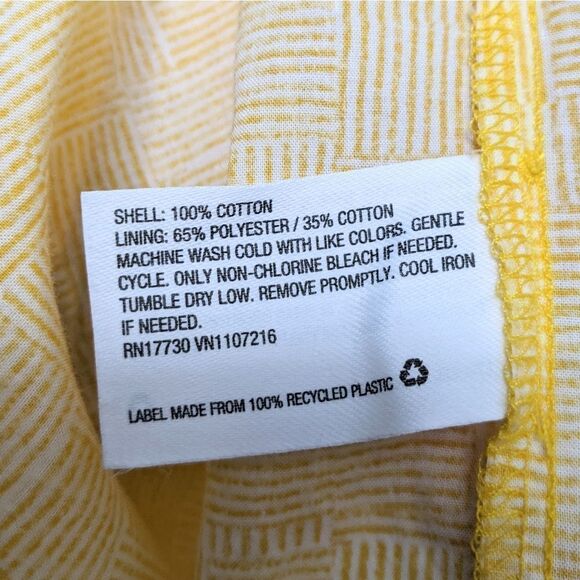 SHELL: 100% COTTON
LINING: 65% POLYESTER / 35% COTTON
MACHINE WASH COLD WITH LIKE COLORS. GENTLE
CYCLE. ONLY NON-CHLORINE BLEACH IF NEEDED.
TUMBLE DRY LOW. REMOVE PROMPTLY. COOL IRON
IF NEEDED.
RN17730 VN1107216
LABEL MADE FROM 100% RECYCLED PLASTIC